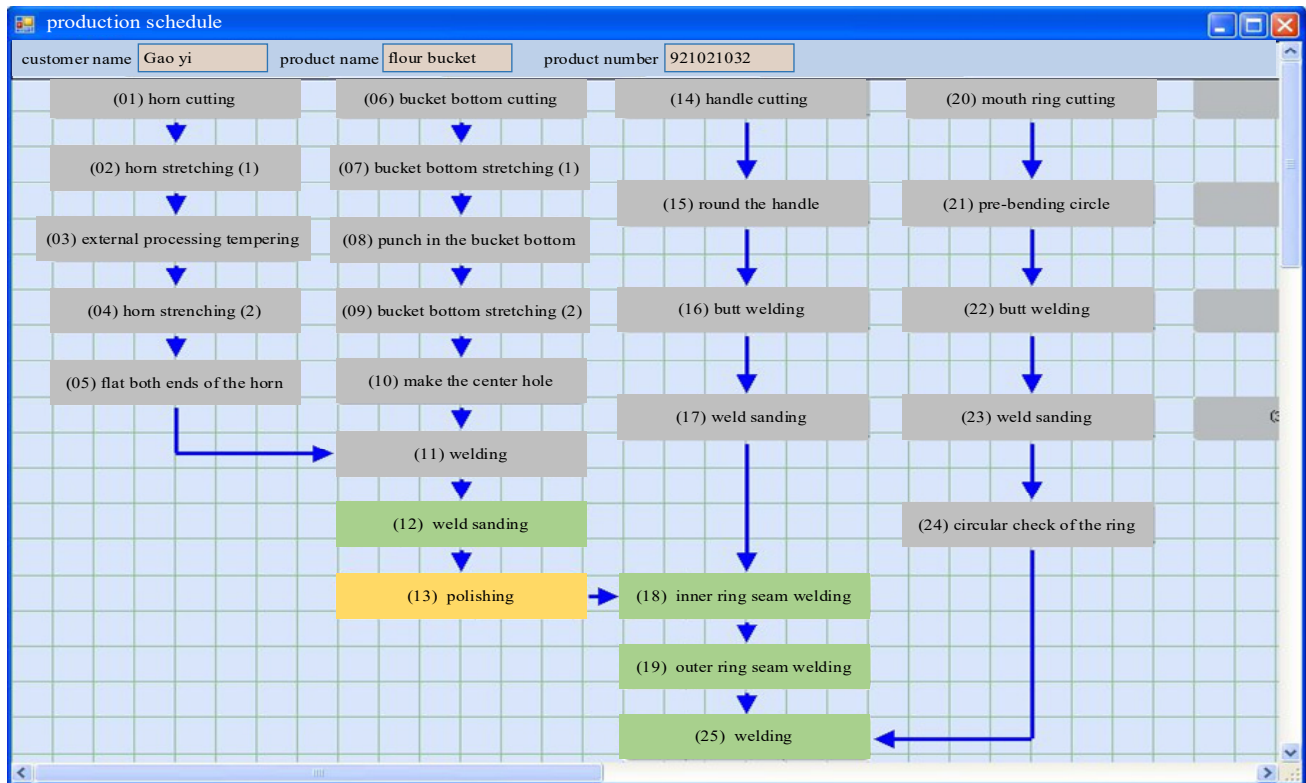 production schedule
customer name Gao yi product name flour bucket product number 921021032
(01) horn cutting
(02) horn stretching (1)
(03) external processing tempering
(04) horn strenching (2)
(05) flat both ends of the horn
(06) bucket bottom cutting
(07) bucket bottom stretching (1)
(08) punch in the bucket bottom
(09) bucket bottom stretching (2)
(10) make the center hole
(11) welding
(12) weld sanding
(13) polishing
(14) handle cutting
(15) round the handle
(16) butt welding
(17) weld sanding
(18) inner ring seam welding
(19) outer ring seam welding
(25) welding
(20) mouth ring cutting
(21) pre-bending circle
(22) butt welding
(23) weld sanding
(24) circular check of the ring